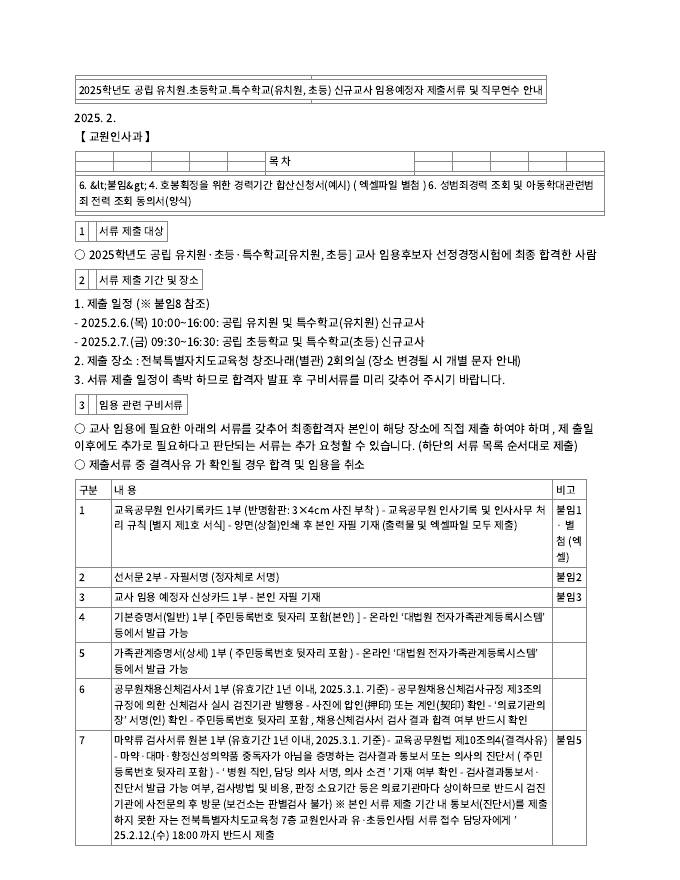 2025학년도 공립 유치원.초등학교.특수학교(유치원, 초등) 신규교사 임용예정자 제출서류 및 직무연수 안내
2025. 2.
【 교원인사과 】
목 차
6. &lt;붙임&gt; 4. 호봉획정을 위한 경력기간 합산신청서(예시) ( 엑셀파일 별첨 ) 6. 성범죄경력 조회 및 아동학대관련범
죄 전력 조회 동의서(양식)
1 서류 제출 대상
○ 2025학년도 공립 유치원·초등·특수학교[유치원, 초등] 교사 임용후보자 선정경쟁시험에 최종 합격한 사람
2 서류 제출 기간 및 장소
1. 제출 일정 (※ 붙임8 참조)
- 2025.2.6.(목) 10:00~16:00: 공립 유치원 및 특수학교(유치원) 신규교사
- 2025.2.7.(금) 09:30~16:30: 공립 초등학교 및 특수학교(초등) 신규교사
2. 제출 장소 : 전북특별자치도교육청 창조나래(별관) 2회의실 (장소 변경될 시 개별 문자 안내)
3. 서류 제출 일정이 촉박 하므로 합격자 발표 후 구비서류를 미리 갖추어 주시기 바랍니다.
3 임용 관련 구비서류
○ 교사 임용에 필요한 아래의 서류를 갖추어 최종합격자 본인이 해당 장소에 직접 제출 하여야 하며 , 제 출일
이후에도 추가로 필요하다고 판단되는 서류는 추가 요청할 수 있습니다. (하단의 서류 목록 순서대로 제출)
○ 제출서류 중 결격사유 가 확인될 경우 합격 및 임용을 취소
구분 내 용 비고
1 교육공무원 인사기록카드 1부 (반명함판: 3×4cm 사진 부착 ) - 교육공무원 인사기록 및 인사사무 처 붙임1
리 규칙 [별지 제1호 서식] - 양면(상철)인쇄 후 본인 자필 기재 (출력물 및 엑셀파일 모두 제출) · 별
첨 (엑
셀)
2 선서문 2부 - 자필서명 (정자체로 서명) 붙임2
3 교사 임용 예정자 신상카드 1부 - 본인 자필 기재 붙임3
4 기본증명서(일반) 1부 [ 주민등록번호 뒷자리 포함(본인) ] - 온라인 ‘대법원 전자가족관계등록시스템’
등에서 발급 가능
5 가족관계증명서(상세) 1부 ( 주민등록번호 뒷자리 포함 ) - 온라인 ‘대법원 전자가족관계등록시스템’
등에서 발급 가능
6 공무원채용신체검사서 1부 (유효기간 1년 이내, 2025.3.1. 기준) - 공무원채용신체검사규정 제3조의
규정에 의한 신체검사 실시 검진기관 발행용 - 사진에 압인(押印) 또는 계인(契印) 확인 - ‘의료기관의
장’ 서명(인) 확인 - 주민등록번호 뒷자리 포함 , 채용신체검사서 검사 결과 합격 여부 반드시 확인
7 마약류 검사서류 원본 1부 (유효기간 1년 이내, 2025.3.1. 기준) - 교육공무원법 제10조의4(결격사유) 붙임5
- 마약·대마·향정신성의약품 중독자가 아님을 증명하는 검사결과 통보서 또는 의사의 진단서 ( 주민
등록번호 뒷자리 포함 ) - ‘ 병원 직인, 담당 의사 서명, 의사 소견 ’ 기재 여부 확인 - 검사결과통보서·
진단서 발급 가능 여부, 검사방법 및 비용, 판정 소요기간 등은 의료기관마다 상이하므로 반드시 검진
기관에 사전문의 후 방문 (보건소는 판별검사 불가) ※ 본인 서류 제출 기간 내 통보서(진단서)를 제출
하지 못한 자는 전북특별자치도교육청 7층 교원인사과 유·초등인사팀 서류 접수 담당자에게 ’
25.2.12.(수) 18:00 까지 반드시 제출